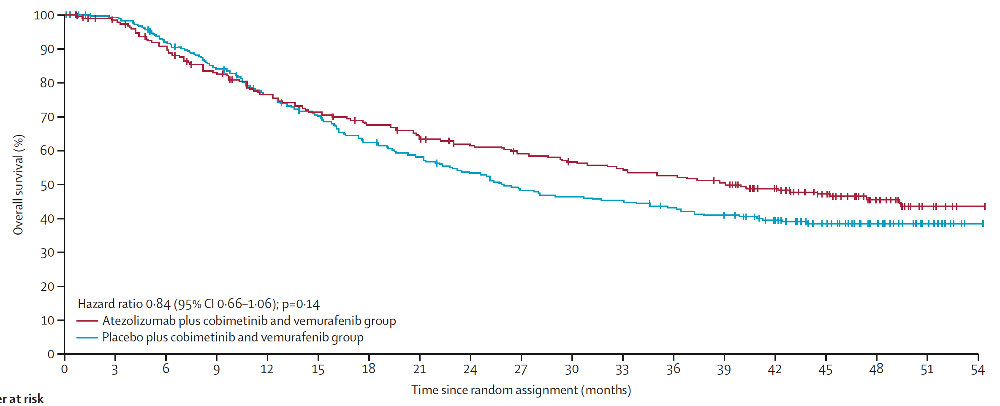 100
90
80
70
60
50
40
30
20
10
0
Overall survival (%)
Hazard ratio 0·84 (95% CI 0·66–1·06); p=0·14
Atezolizumab plus cobimetinib and vemurafenib group
Placebo plus cobimetinib and vemurafenib group
0 3 6 9 12 15 18 21 24 27 30 33 36 39 42 45 48 51 54
Time since random assignment (months)
at risk